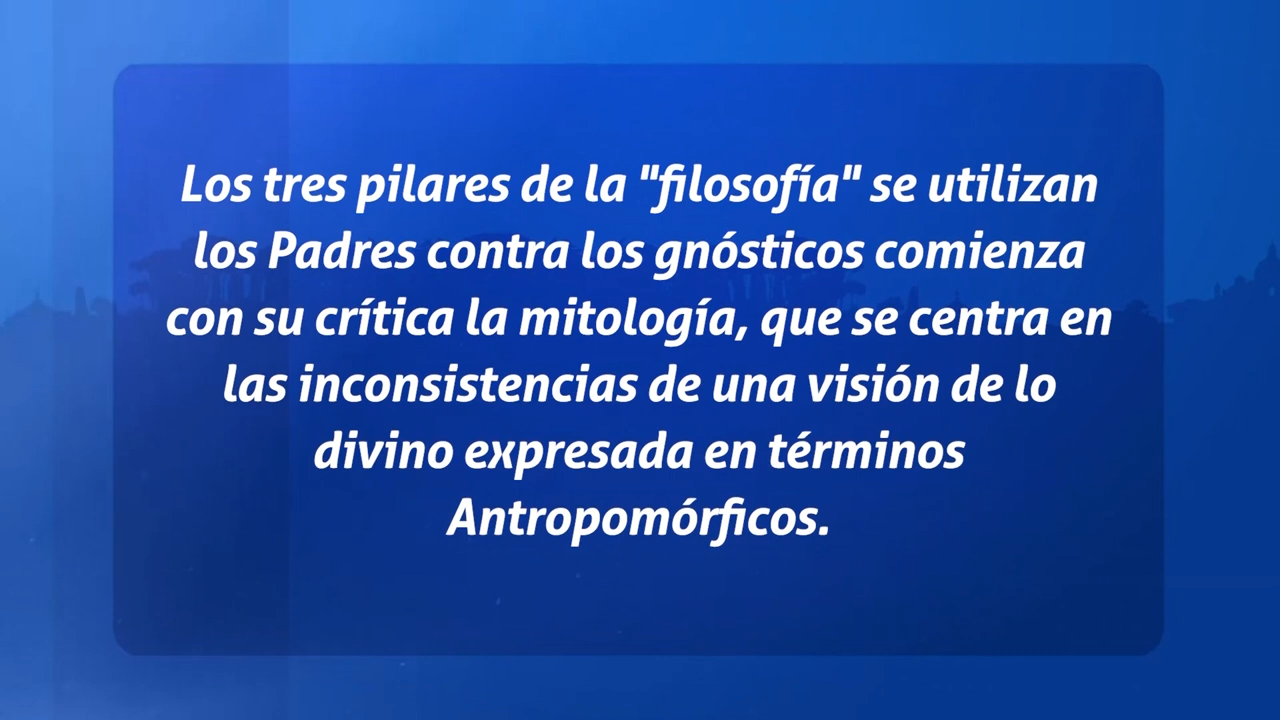 Los tres pilares de la "filosofía" se utilizan
los Padres contra los gnósticos comienza
con su crítica la mitología, que se centra en
las inconsistencias de una visión de lo
divino expresada en términos
Antropomórficos.